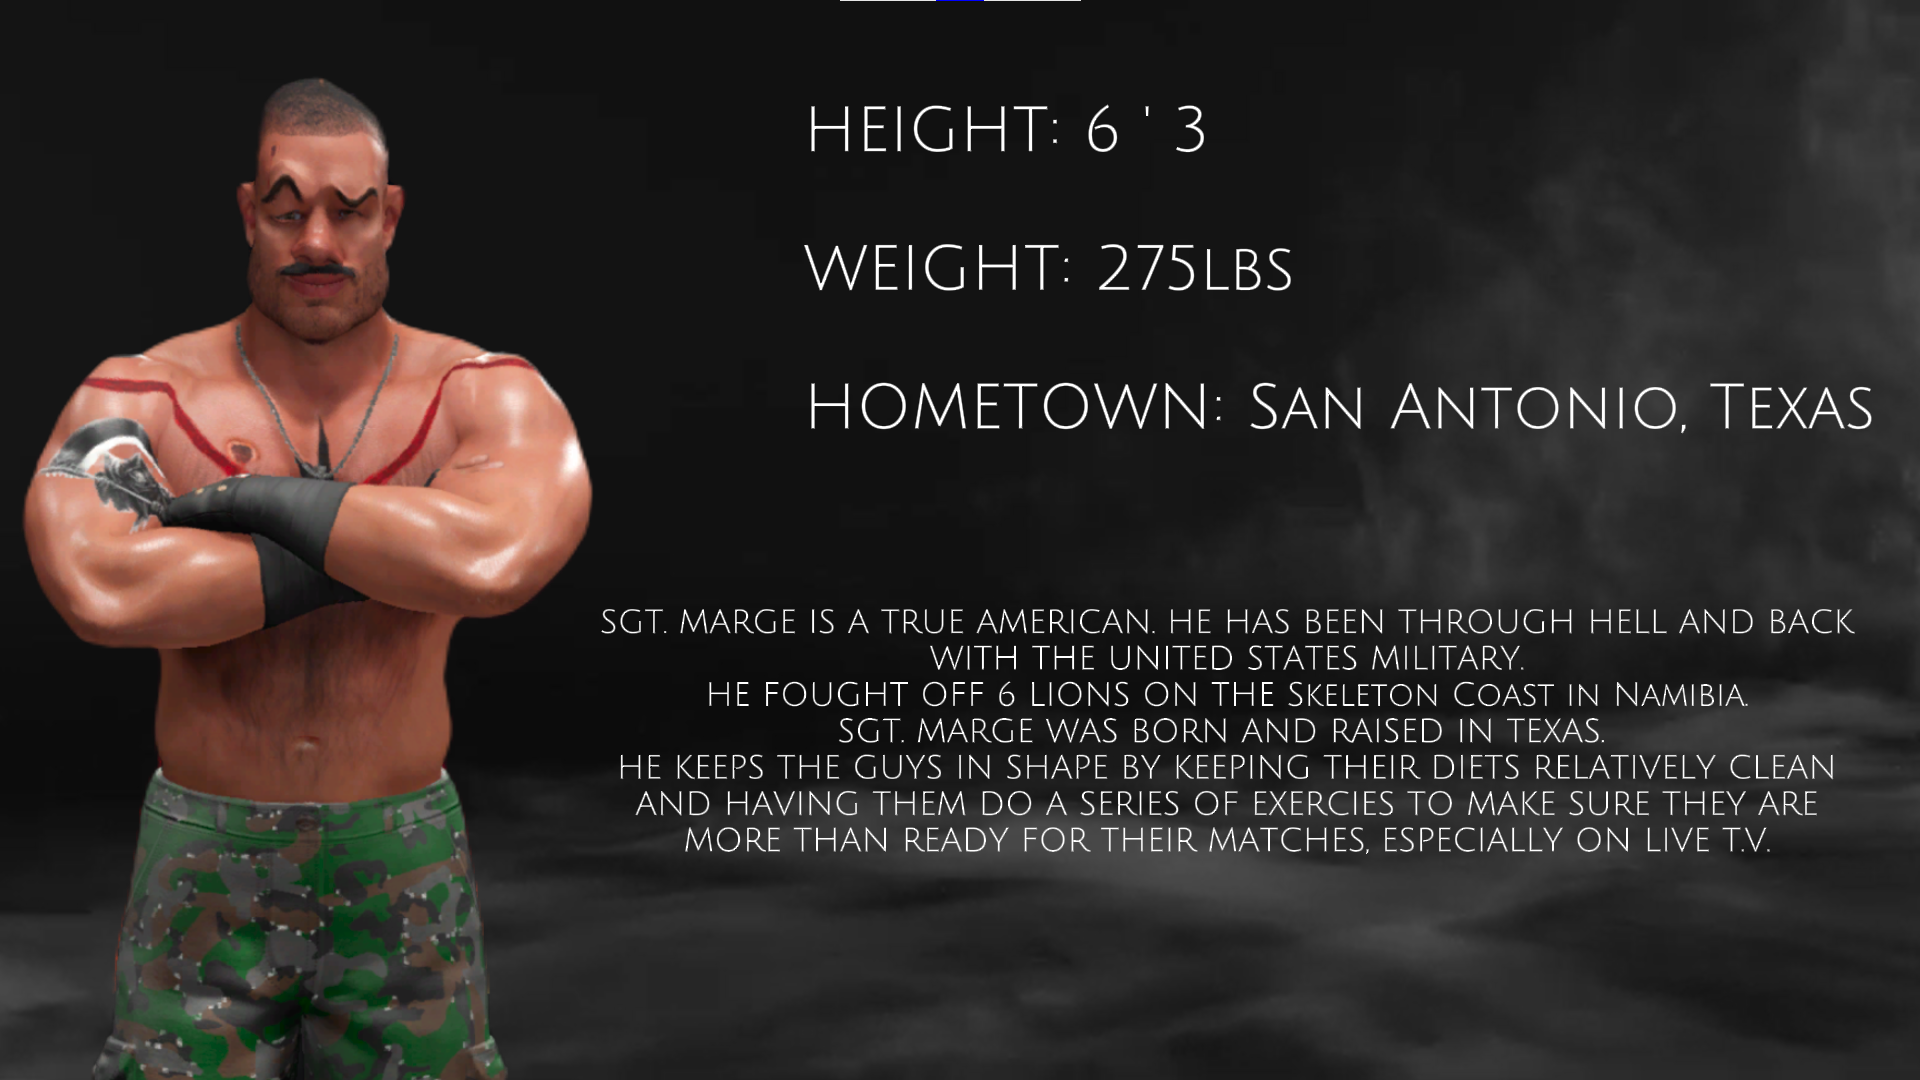 HEIGHT: 6 ' 3
WEIGHT: 275LBS
HOMETOWN: SAN ANTONIO, TEXAS
SGT. MARGE IS A TRUE AMERICAN. HE HAS BEEN THROUGH HELL AND BACK
WITH THE UNITED STATES MILITARY.
HE FOUGHT OFF 6 LIONS ON THE SKELETON COAST IN NAMIBIA.
SGT. MARGE WAS BORN AND RAISED IN TEXAS.
HE KEEPS THE GUYS IN SHAPE BY KEEPING THEIR DIETS RELATIVELY CLEAN
AND HAVING THEM DO A SERIES OF EXERCIES TO MAKE SURE THEY ARE
MORE THAN READY FOR THEIR MATCHES, ESPECIALLY ON LIVE T.V.